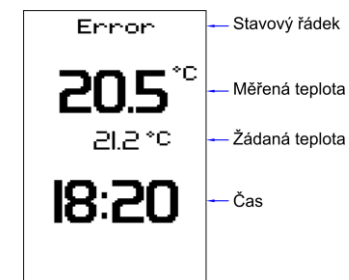 Error
Stavový řádek
20.5 °C
Měřená teplota
21.2 °C
Žádaná teplota
18:20
Čas